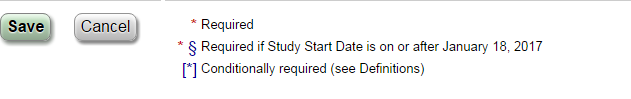 Save Cancel * Required
* § Required if Study Start Date is on or after January 18, 2017
[*] Conditionally required (see Definitions)